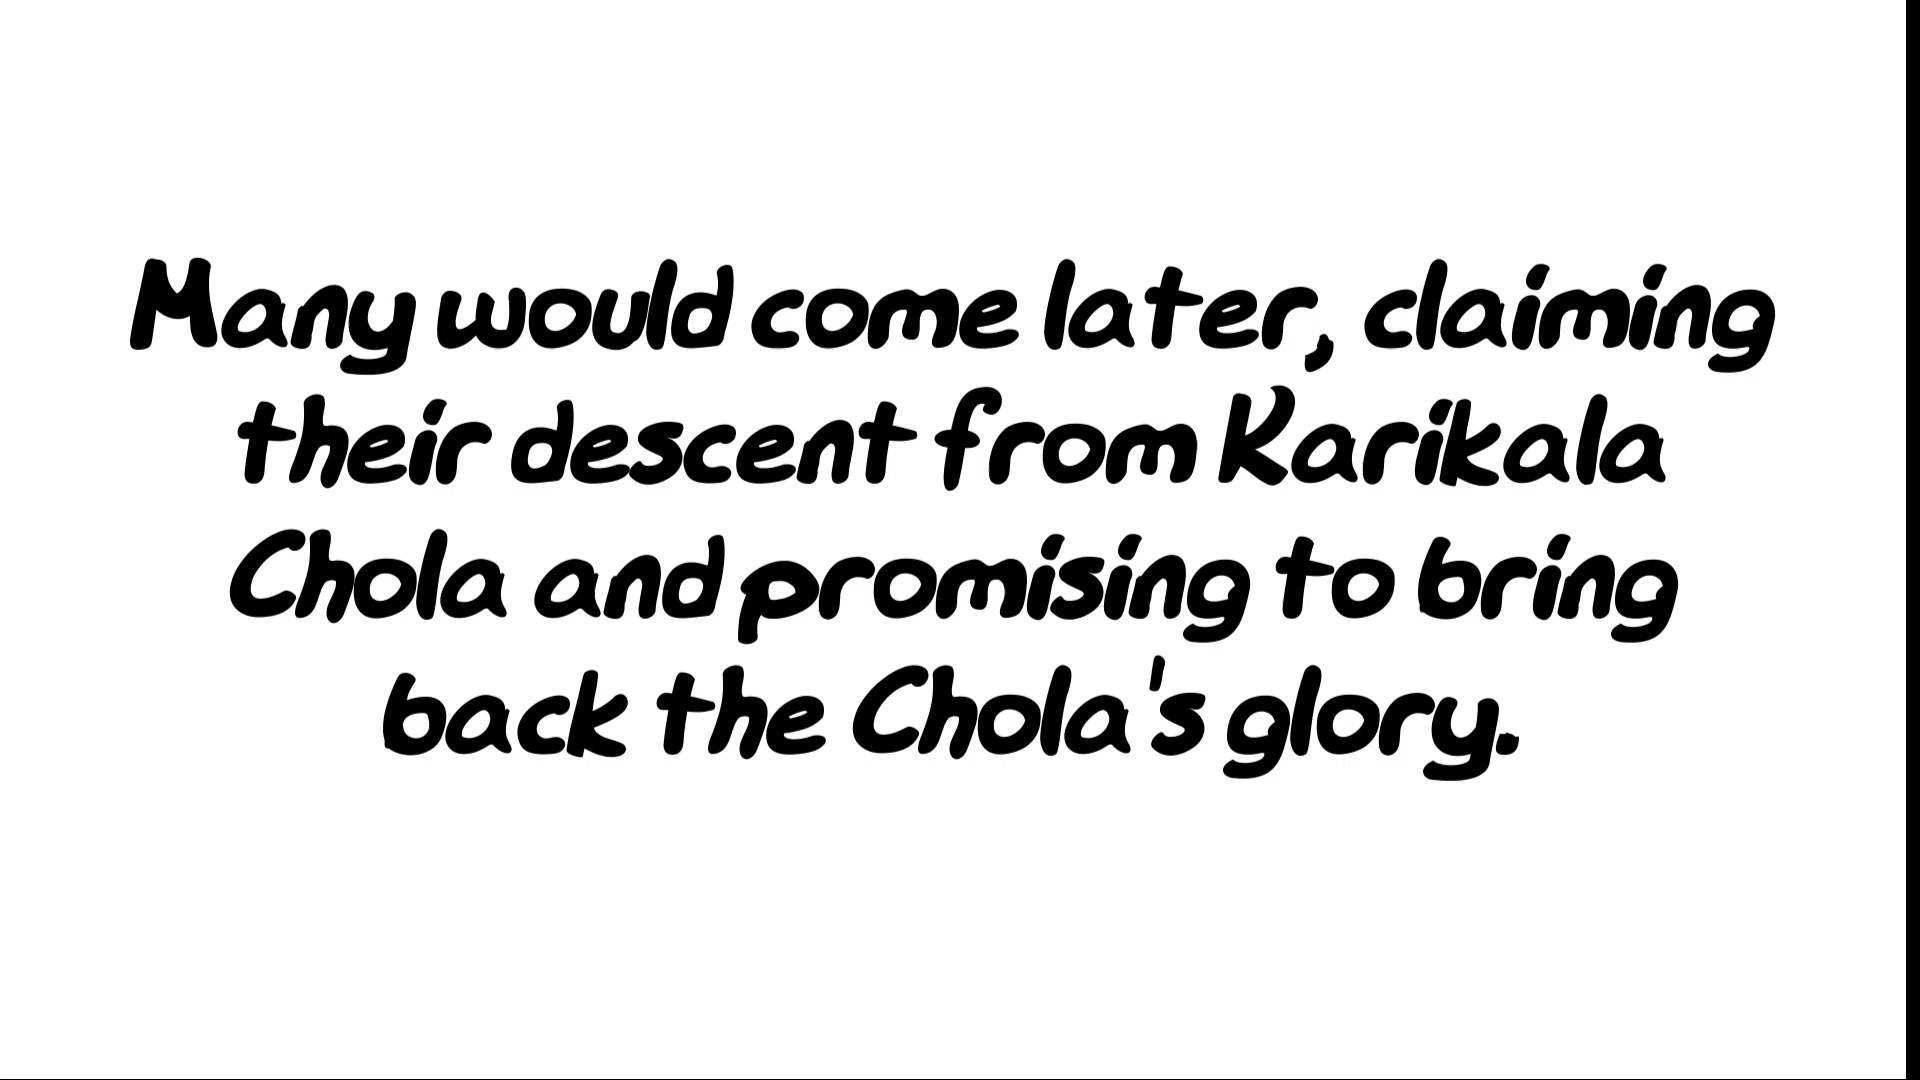 Many would come later, claiming
their descent from Karikala
Chola and promising to bring
back the Chola's glory.